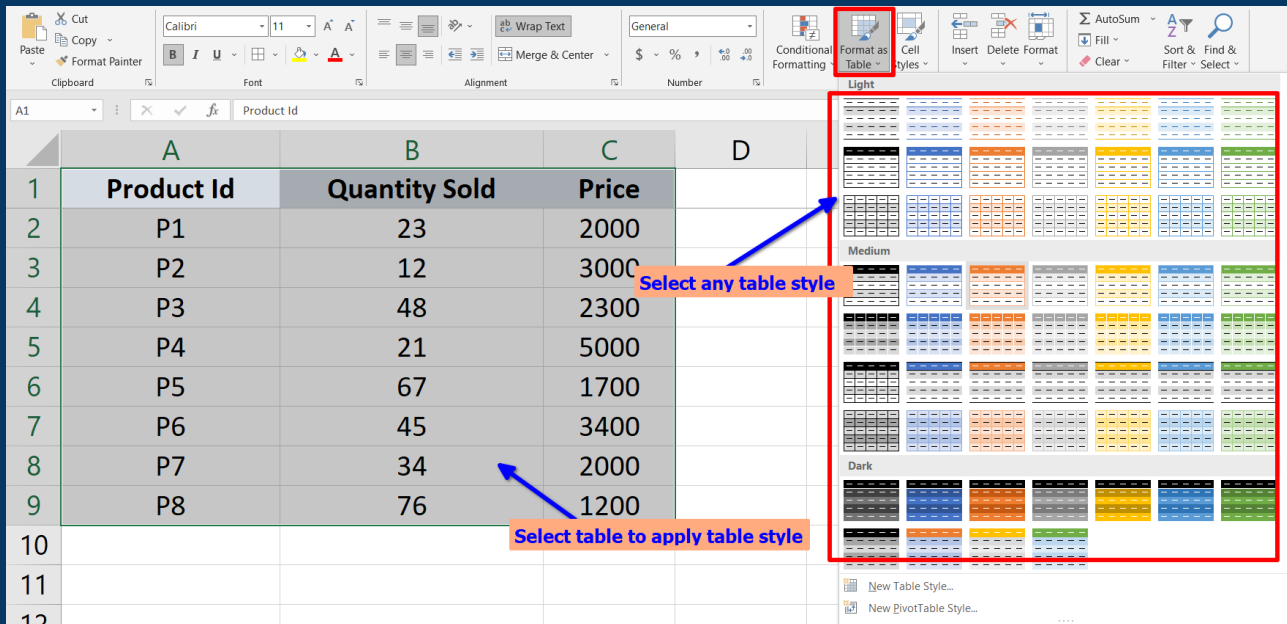 Cut
Copy
Format Painter
Paste
Clipboard
Calibri 11 A A
B I U A
Font
ab Wrap Text
Merge & Center
Alignment
General
$ % ,
Number
Conditional Formatting
Format as Table
Cell Styles
Insert Delete Format
AutoSum
Fill
Clear
Sort & Filter
Find & Select
A1 fx Product Id
A B C D
1 Product Id Quantity Sold Price
2 P1 23 2000
3 P2 12 3000
4 P3 48 2300
5 P4 21 5000
6 P5 67 1700
7 P6 45 3400
8 P7 34 2000
9 P8 76 1200
10
11
12
Select any table style
Select table to apply table style
Light
Medium
Dark
New Table Style...
New PivotTable Style...